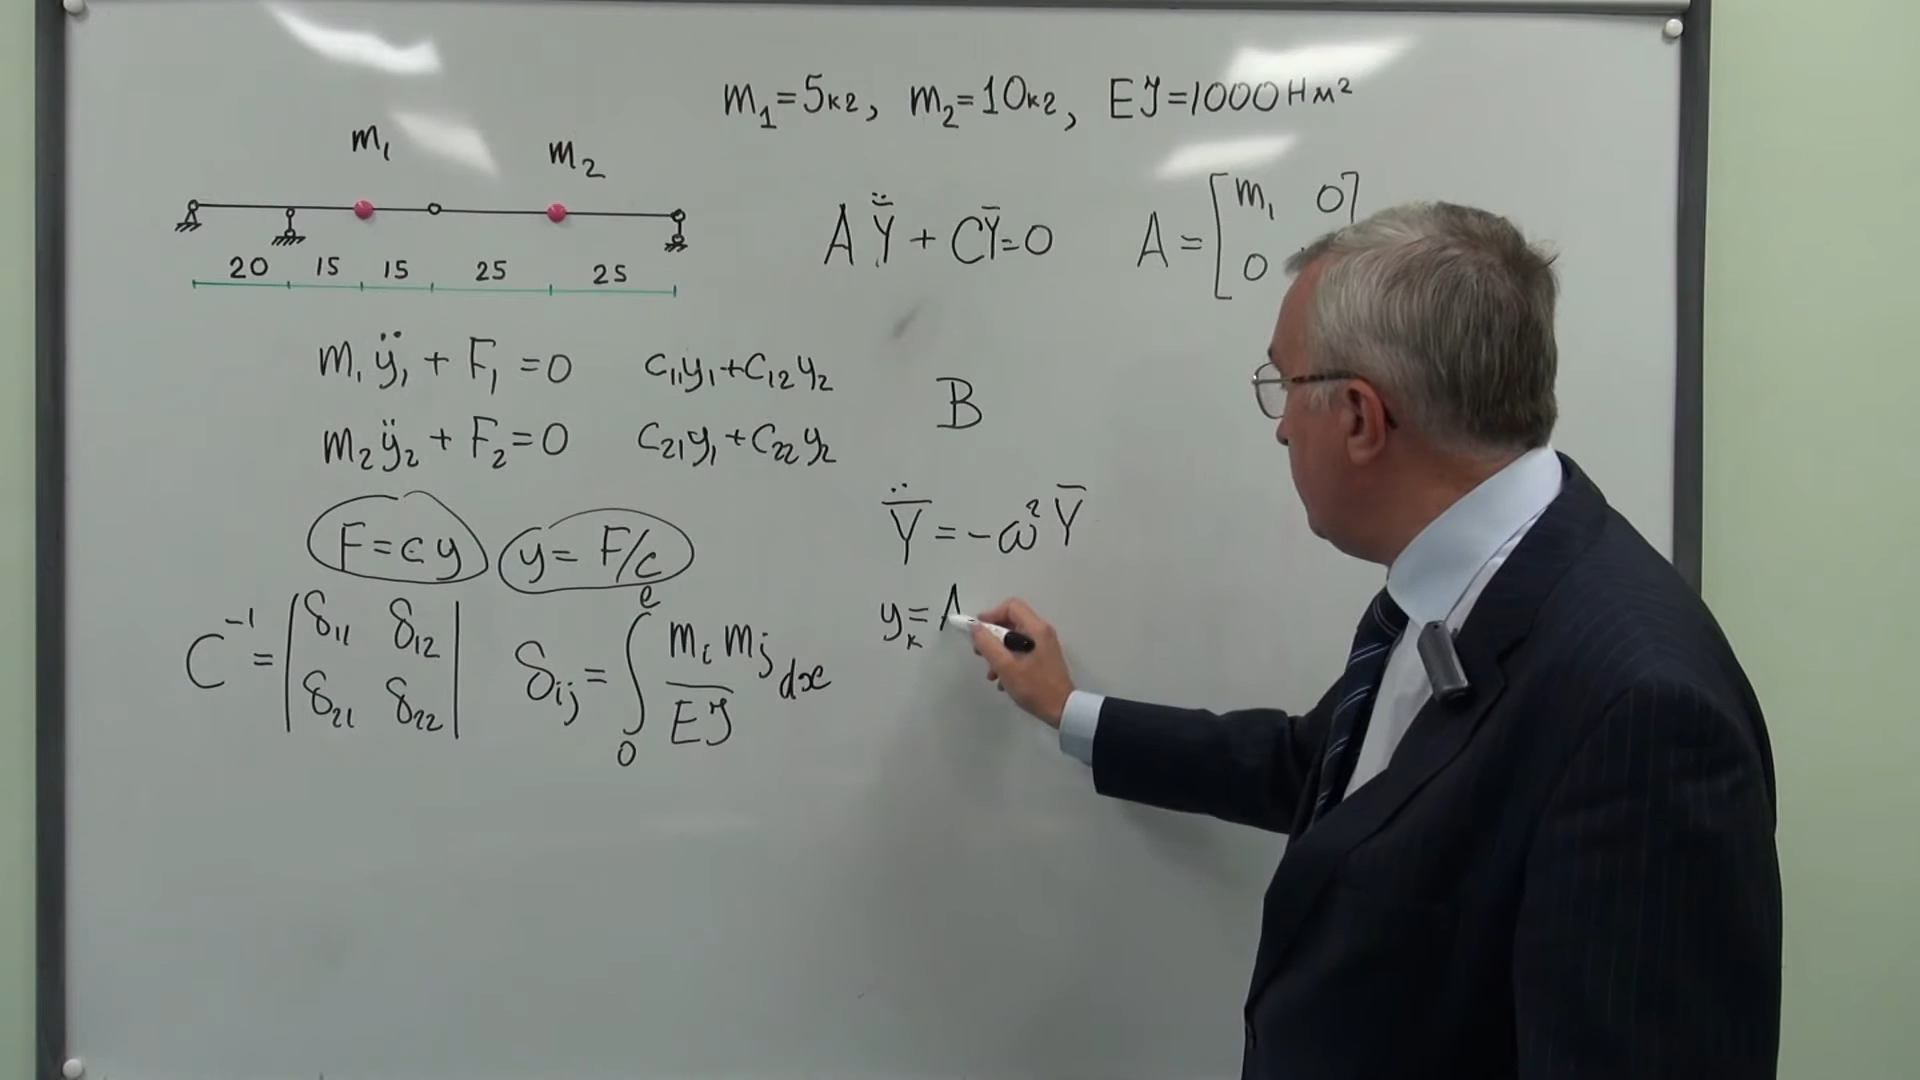 m₁=5кг, m₂=10кг, EJ=1000Нм²
m₁ m₂
20 15 15 25 25
AŸ + CȲ=0
A = [m₁ 0
0
m₁ÿ₁ + F₁ = 0 c₁₁y₁+c₁₂y₂
m₂ÿ₂ + F₂ = 0 c₂₁y₁+c₂₂y₂
F=cy y= F/c
C⁻¹ = |δ₁₁ δ₁₂
δ₂₁ δ₂₂|
δᵢⱼ = ∫₀ˡ mᵢmⱼ/EJ dx
B
Ȳ̈ = -ω²Ȳ
yₖ= A